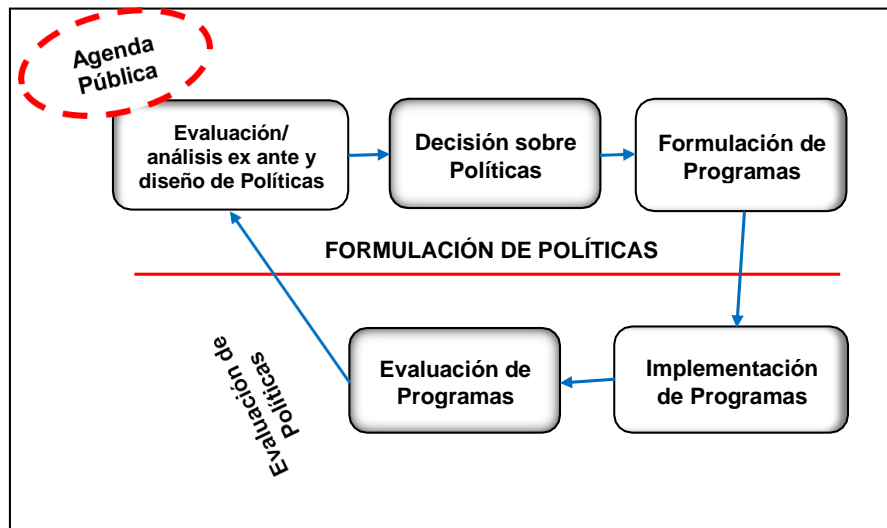 Agenda
Pública
Evaluación/
análisis ex ante y
diseño de Políticas
Decisión sobre
Políticas
Formulación de
Programas
FORMULACIÓN DE POLÍTICAS
Evaluación de
Políticas
Evaluación de
Programas
Implementación
de Programas